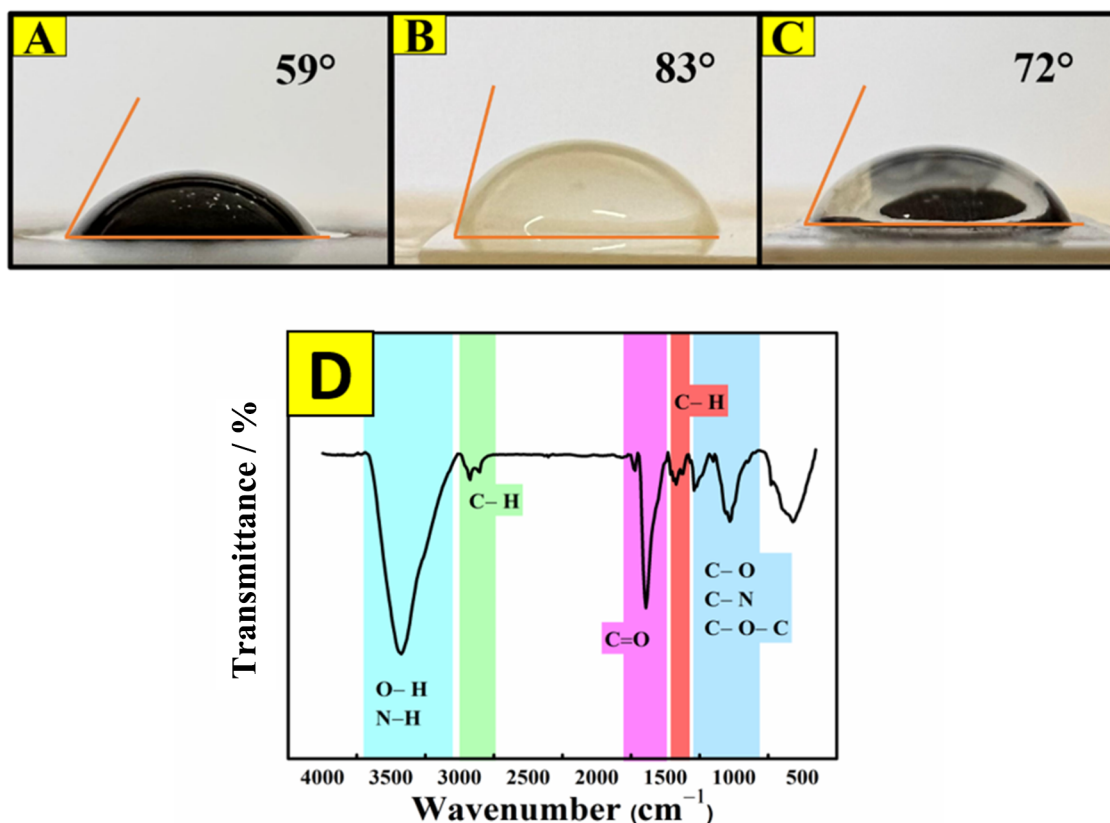 A
59°
B
83°
C
72°
D
Transmittance / %
C– H
C– H
O– H
N–H
C=O
C– O
C– N
C– O– C
4000 3500 3000 2500 2000 1500 1000 500
Wavenumber (cm⁻¹)